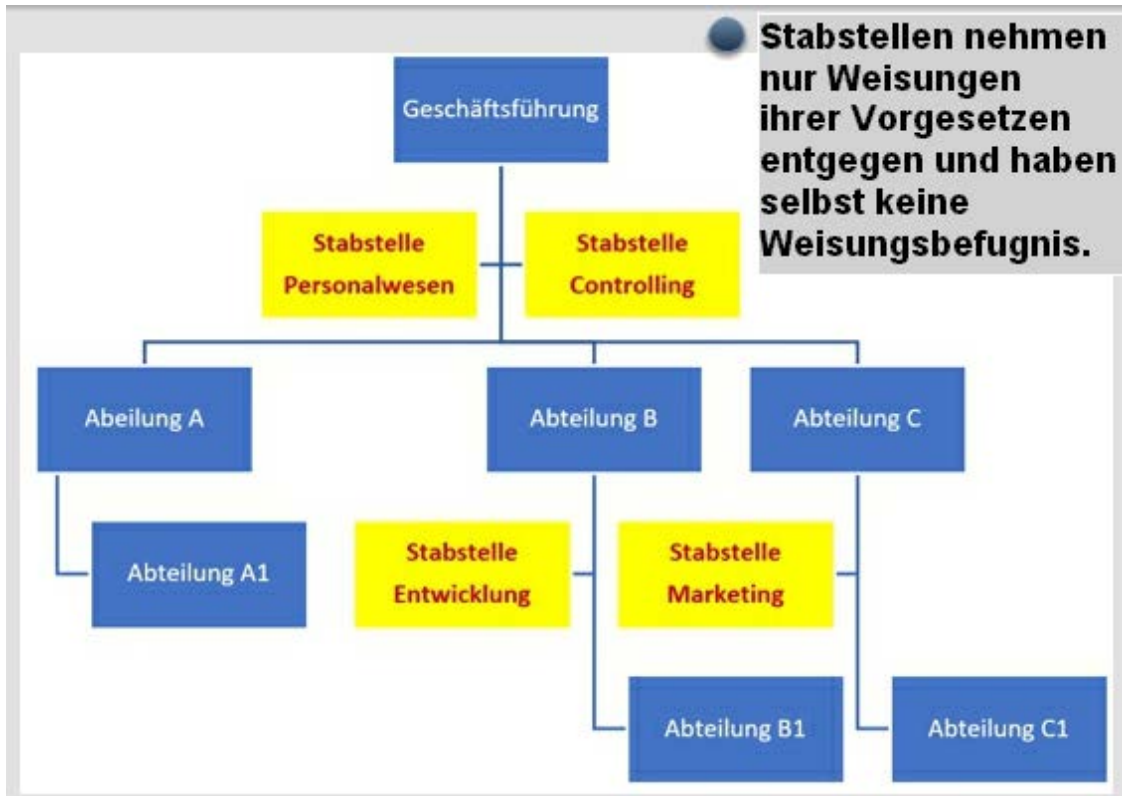 Stabstellen nehmen
nur Weisungen
ihrer Vorgesetzen
entgegen und haben
selbst keine
Weisungsbefugnis.
Geschäftsführung
Stabstelle
Personalwesen
Stabstelle
Controlling
Abeilung A
Abteilung B
Abteilung C
Abteilung A1
Stabstelle
Entwicklung
Stabstelle
Marketing
Abteilung B1
Abteilung C1